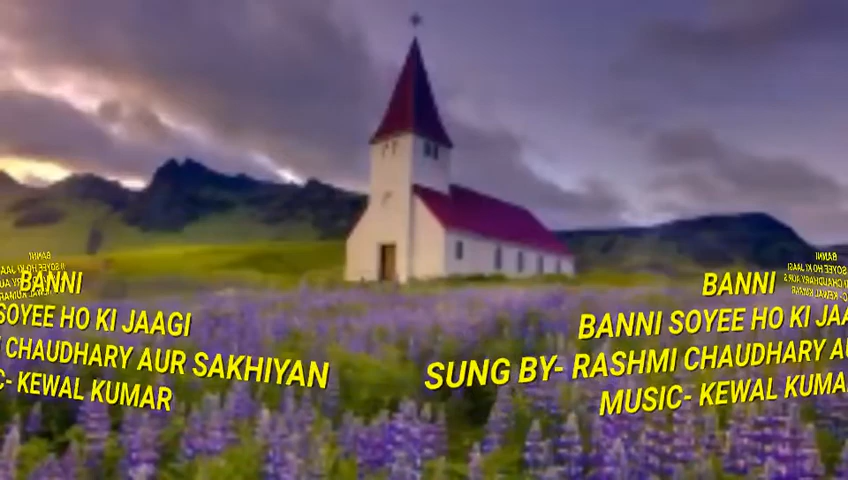 BANNI
SOYEE HO KI JAAGI
CHAUDHARY AUR SAKHIYAN
- KEWAL KUMAR
BANNI
BANNI SOYEE HO KI JAA
SUNG BY- RASHMI CHAUDHARY AU
MUSIC- KEWAL KUMA